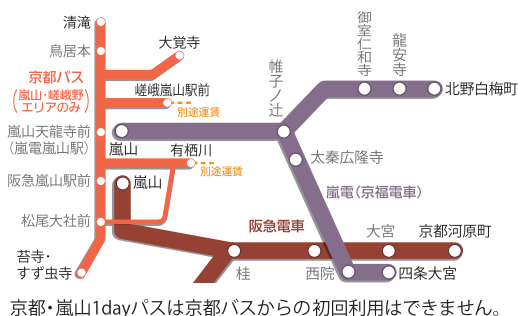 清滝
鳥居本
大覚寺
京都バス
(嵐山・嵯峨野
エリアのみ)
嵯峨嵐山駅前
別途運賃
嵐山天龍寺前
(嵐電嵐山駅)
嵐山
有栖川
別途運賃
阪急嵐山駅前
嵐山
松尾大社前
苔寺・
すず虫寺
帷子ノ辻
御室仁和寺
龍安寺
北野白梅町
太秦広隆寺
嵐電(京福電車)
阪急電車
大宮
京都河原町
桂
西院
四条大宮
京都・嵐山1dayパスは京都バスからの初回利用はできません。